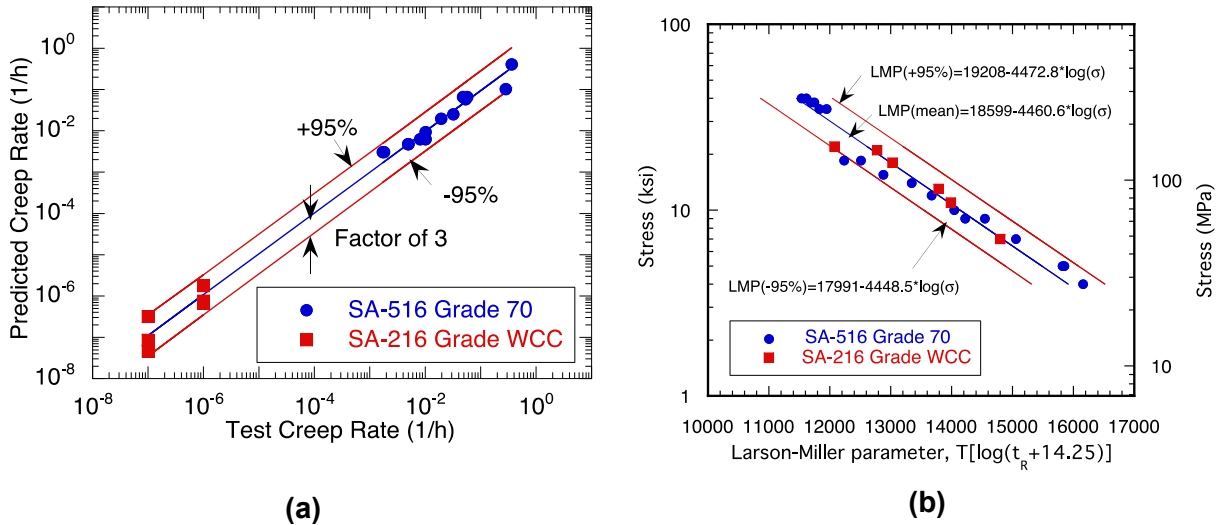 Predicted Creep Rate (1/h)
10^0
10^-2
10^-4
10^-6
10^-8
+95%
-95%
Factor of 3
SA-516 Grade 70
SA-216 Grade WCC
10^-8 10^-6 10^-4 10^-2 10^0
Test Creep Rate (1/h)
(a)
Stress (ksi)
100
10
1
LMP(+95%)=19208-4472.8*log(σ)
LMP(mean)=18599-4460.6*log(σ)
LMP(-95%)=17991-4448.5*log(σ)
SA-516 Grade 70
SA-216 Grade WCC
100
10
Stress (MPa)
10000 11000 12000 13000 14000 15000 16000 17000
Larson-Miller parameter, T[log(t_R+14.25)]
(b)